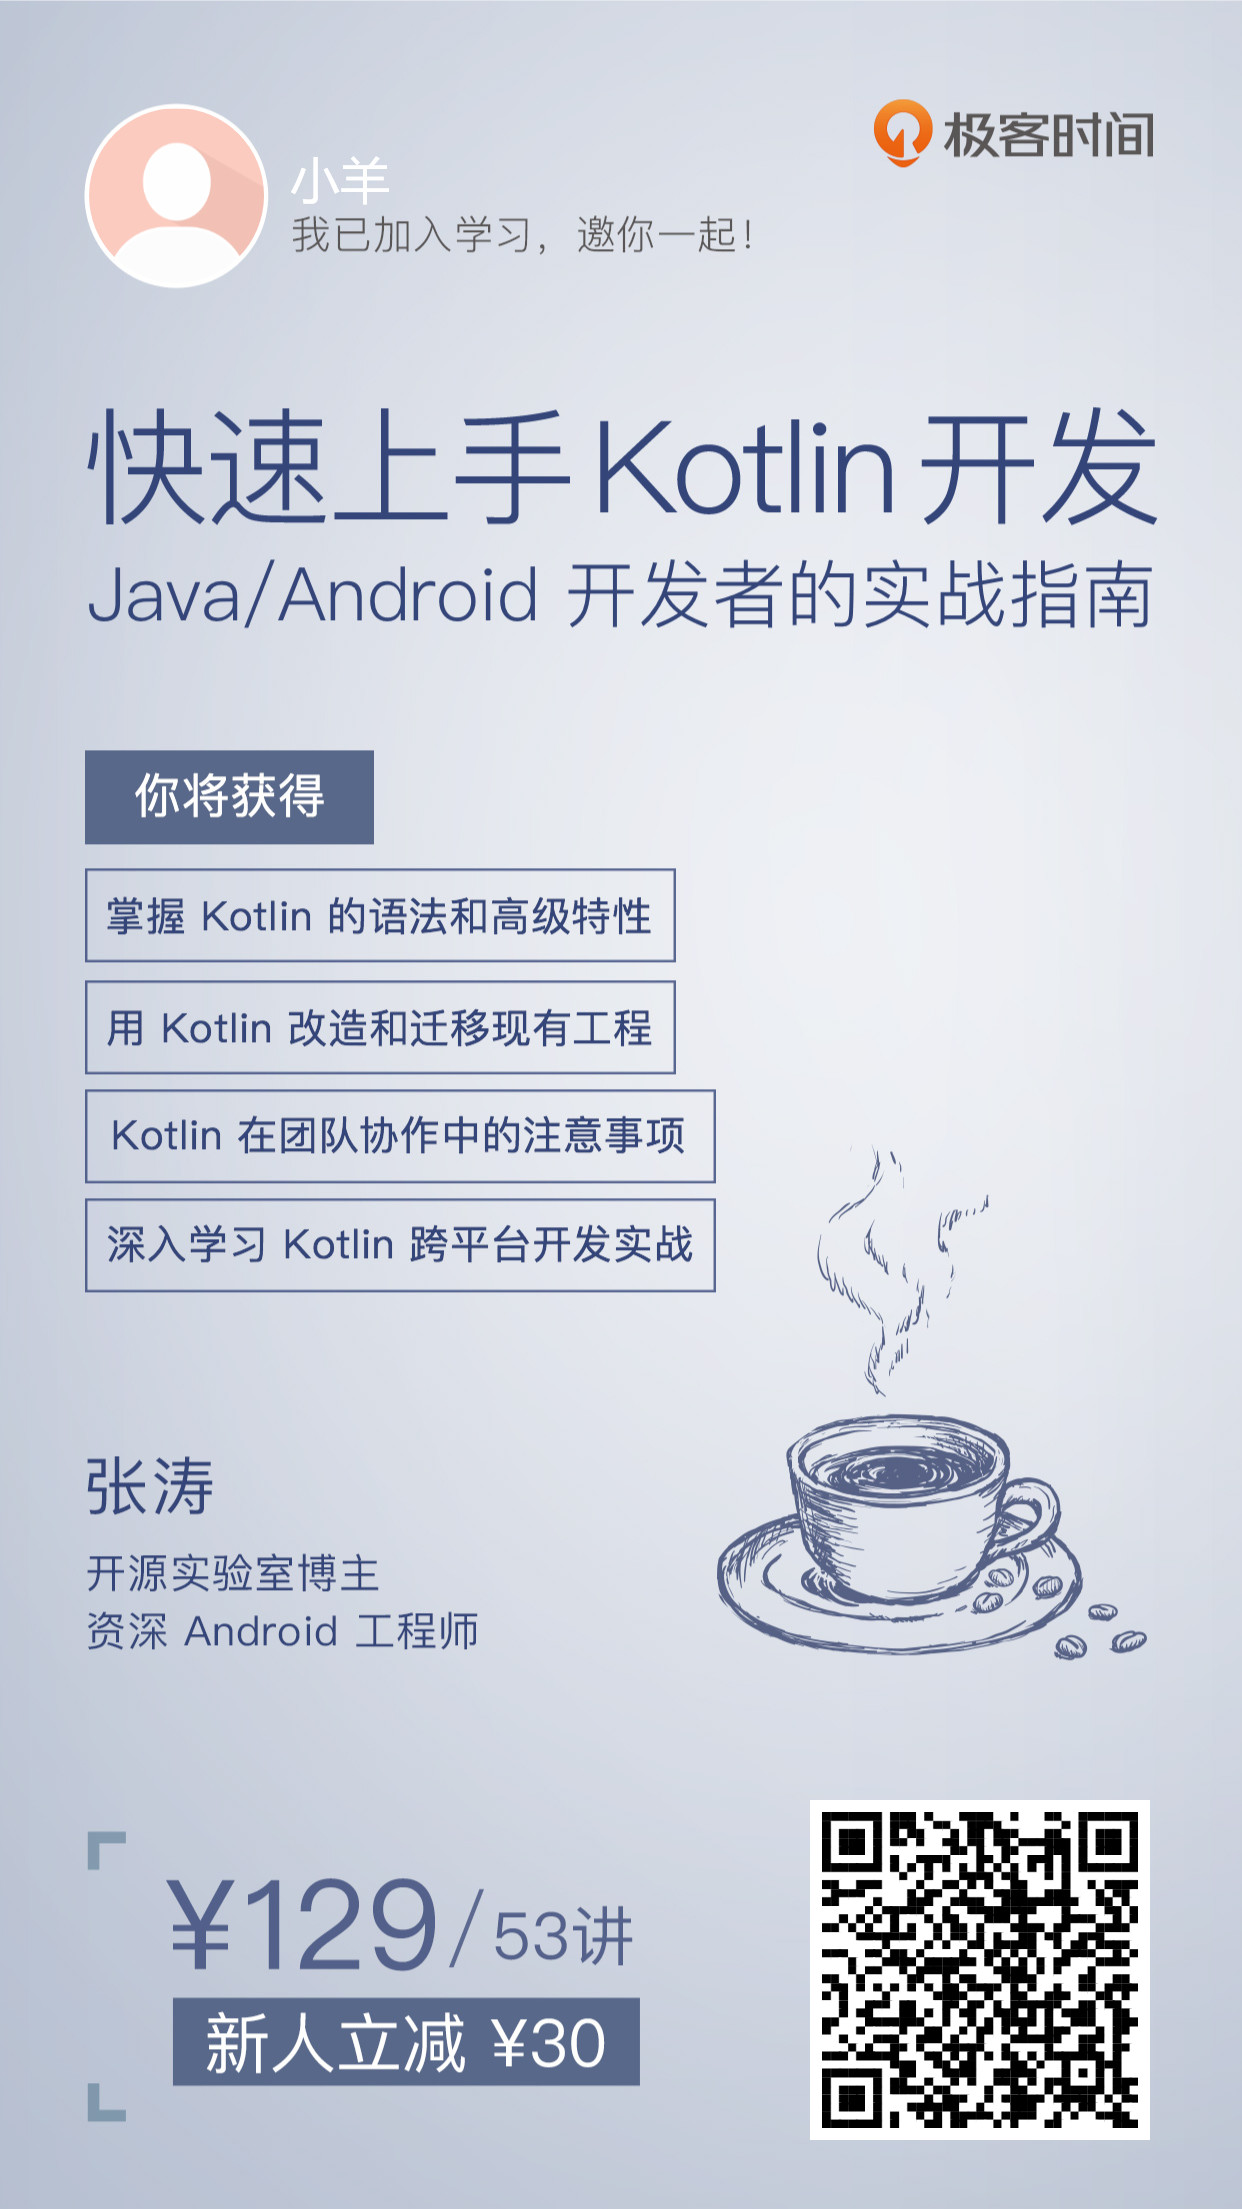 极客时间
小羊
我已加入学习，邀你一起！
快速上手Kotlin开发
Java/Android 开发者的实战指南
你将获得
掌握 Kotlin 的语法和高级特性
用 Kotlin 改造和迁移现有工程
Kotlin 在团队协作中的注意事项
深入学习 Kotlin 跨平台开发实战
张涛
开源实验室博主
资深 Android 工程师
¥129/53讲
新人立减 ¥30